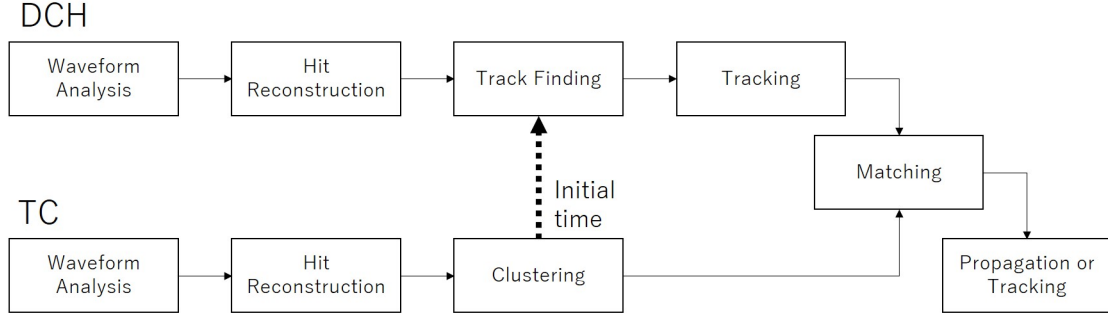 DCH
Waveform
Analysis
Hit
Reconstruction
Track Finding
Tracking
Matching
Initial
time
TC
Waveform
Analysis
Hit
Reconstruction
Clustering
Propagation or
Tracking